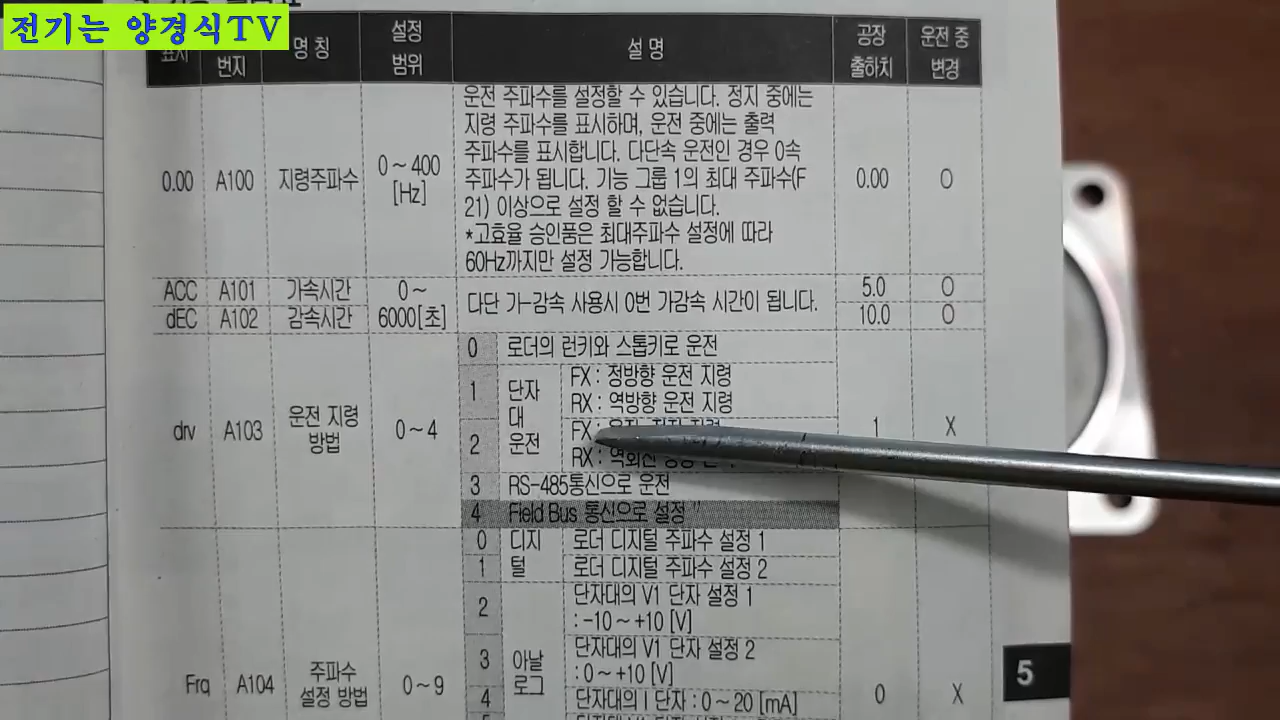 전기는 양경식TV
표시 번지 명 칭 설정 범위 설 명 공장 출하치 운전 중 변경
0.00 A100 지령주파수 0～400 [Hz]
운전 주파수를 설정할 수 있습니다. 정지 중에는
지령 주파수를 표시하며, 운전 중에는 출력
주파수를 표시합니다. 다단속 운전인 경우 0속
주파수가 됩니다. 기능 그룹 1의 최대 주파수(F
21) 이상으로 설정 할 수 없습니다.
*고효율 승인품은 최대주파수 설정에 따라
60Hz까지만 설정 가능합니다.
0.00 O
ACC A101 가속시간 0～
dEC A102 감속시간 6000[초]
다단 가-감속 사용시 0번 가감속 시간이 됩니다.
5.0 O
10.0 O
drv A103 운전 지령 방법 0～4
0 로더의 런키와 스톱키로 운전
1 단자대 운전 FX : 정방향 운전 지령
RX : 역방향 운전 지령
2 FX :
RX : 역회전
3 RS-485통신으로 운전
4 Field Bus 통신으로 설정
1 X
Frq A104 주파수 설정 방법 0～9
0 디지털 로더 디지털 주파수 설정 1
1 로더 디지털 주파수 설정 2
2 아날로그 단자대의 V1 단자 설정 1
: -10～+10 [V]
3 단자대의 V1 단자 설정 2
: 0～+10 [V]
4 단자대의 I 단자 : 0～20 [mA]
0 X
5